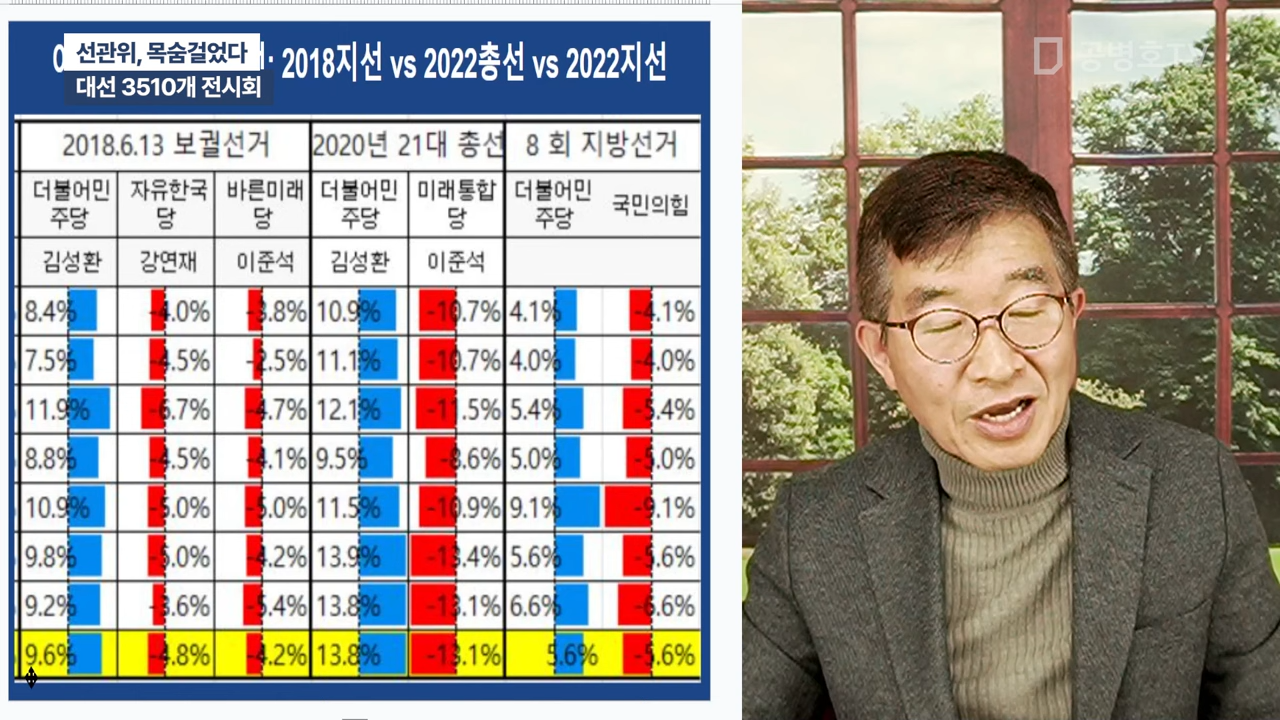 선관위, 목숨걸었다
대선 3510개 전시회
2018지선 vs 2022총선 vs 2022지선
공병호TV
2018.6.13 보궐선거 2020년 21대 총선 8 회 지방선거
더불어민주당 자유한국당 바른미래당 더불어민주당 미래통합당 더불어민주당 국민의힘
김성환 강연재 이준석 김성환 이준석
8.4% -4.0% -3.8% 10.9% -10.7% 4.1% -4.1%
7.5% -4.5% -2.5% 11.1% -10.7% 4.0% -4.0%
11.9% -6.7% -4.7% 12.1% -11.5% 5.4% -5.4%
8.8% -4.5% -4.1% 9.5% -8.6% 5.0% -5.0%
10.9% -5.0% -5.0% 11.5% -10.9% 9.1% -9.1%
9.8% -5.0% -4.2% 13.9% -13.4% 5.6% -5.6%
9.2% -3.6% -5.4% 13.8% -13.1% 6.6% -6.6%
9.6% -4.8% -4.2% 13.8% -13.1% 5.6% -5.6%